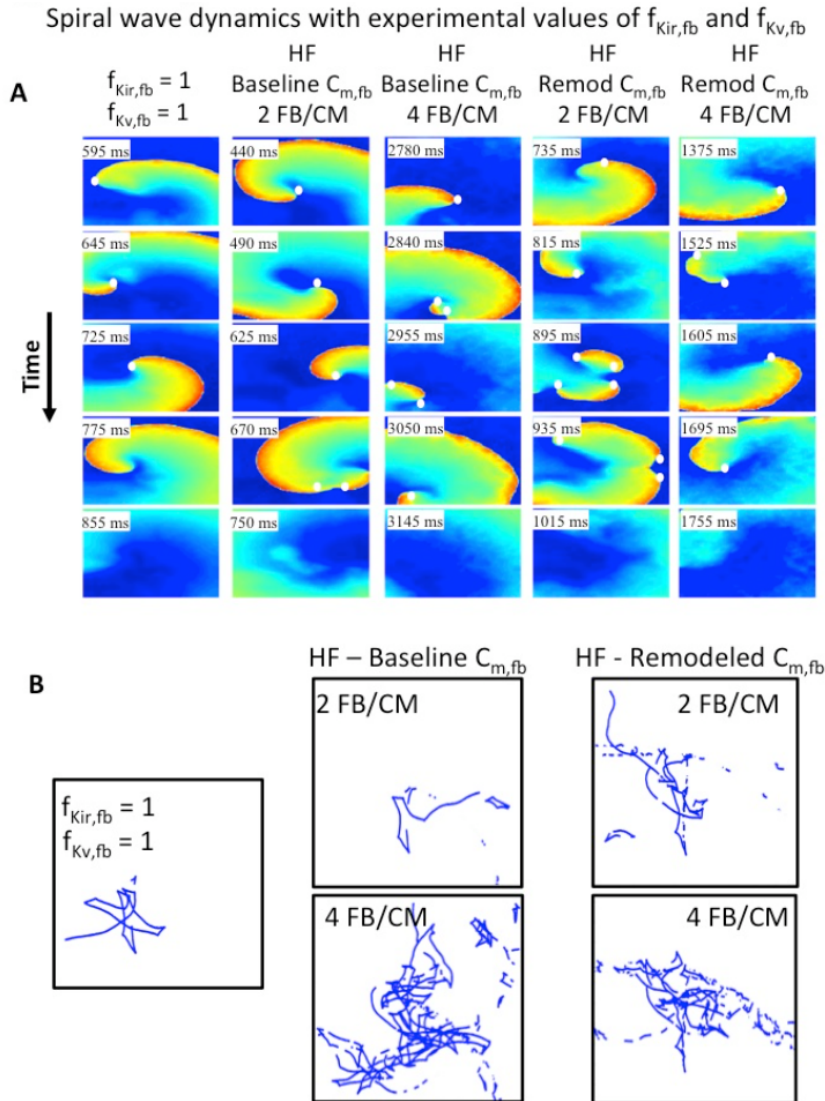 Spiral wave dynamics with experimental values of fKir,fb and fKv,fb
A
fKir,fb = 1
fKv,fb = 1
HF
Baseline Cm,fb
2 FB/CM
HF
Baseline Cm,fb
4 FB/CM
HF
Remod Cm,fb
2 FB/CM
HF
Remod Cm,fb
4 FB/CM
595 ms
440 ms
2780 ms
735 ms
1375 ms
645 ms
490 ms
2840 ms
815 ms
1525 ms
Time
725 ms
625 ms
2955 ms
895 ms
1605 ms
775 ms
670 ms
3050 ms
935 ms
1695 ms
855 ms
750 ms
3145 ms
1015 ms
1755 ms
B
HF – Baseline Cm,fb
HF - Remodeled Cm,fb
2 FB/CM
2 FB/CM
fKir,fb = 1
fKv,fb = 1
4 FB/CM
4 FB/CM